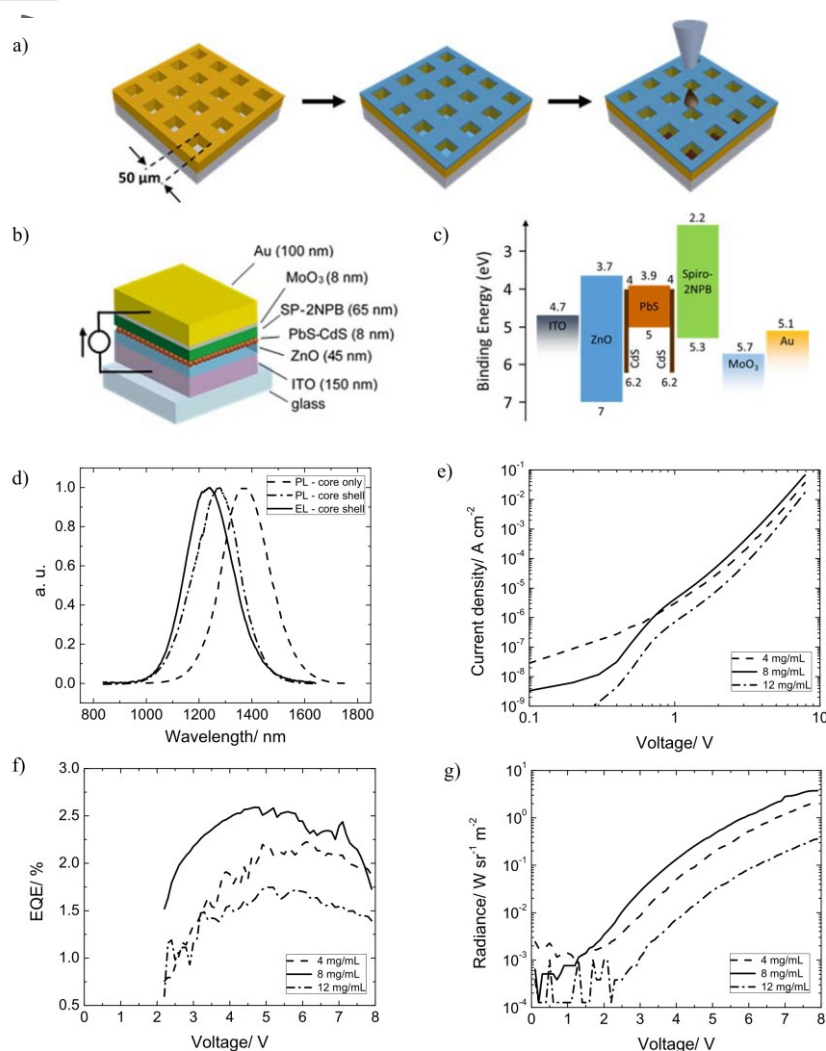 a)
50 µm
b)
Au (100 nm)
MoO3 (8 nm)
SP-2NPB (65 nm)
PbS-CdS (8 nm)
ZnO (45 nm)
ITO (150 nm)
glass
c)
Binding Energy (eV)
3
4
5
6
7
4.7
ITO
3.7
ZnO
7
4
CdS
6.2
3.9
PbS
5
4
CdS
6.2
2.2
Spiro-
2NPB
5.3
5.7
MoO3
5.1
Au
d)
PL - core only
PL - core shell
EL - core shell
a. u.
1.0
0.8
0.6
0.4
0.2
0.0
800 1000 1200 1400 1600 1800
Wavelength/ nm
e)
Current density/ A cm-2
10-1
10-2
10-3
10-4
10-5
10-6
10-7
10-8
10-9
4 mg/mL
8 mg/mL
12 mg/mL
0.1 1 10
Voltage/ V
f)
EQE/ %
3.0
2.5
2.0
1.5
1.0
0.5
4 mg/mL
8 mg/mL
12 mg/mL
0 1 2 3 4 5 6 7 8
Voltage/ V
g)
Radiance/ W sr-1 m-2
101
100
10-1
10-2
10-3
10-4
4 mg/mL
8 mg/mL
12 mg/mL
0 1 2 3 4 5 6 7 8
Voltage/ V